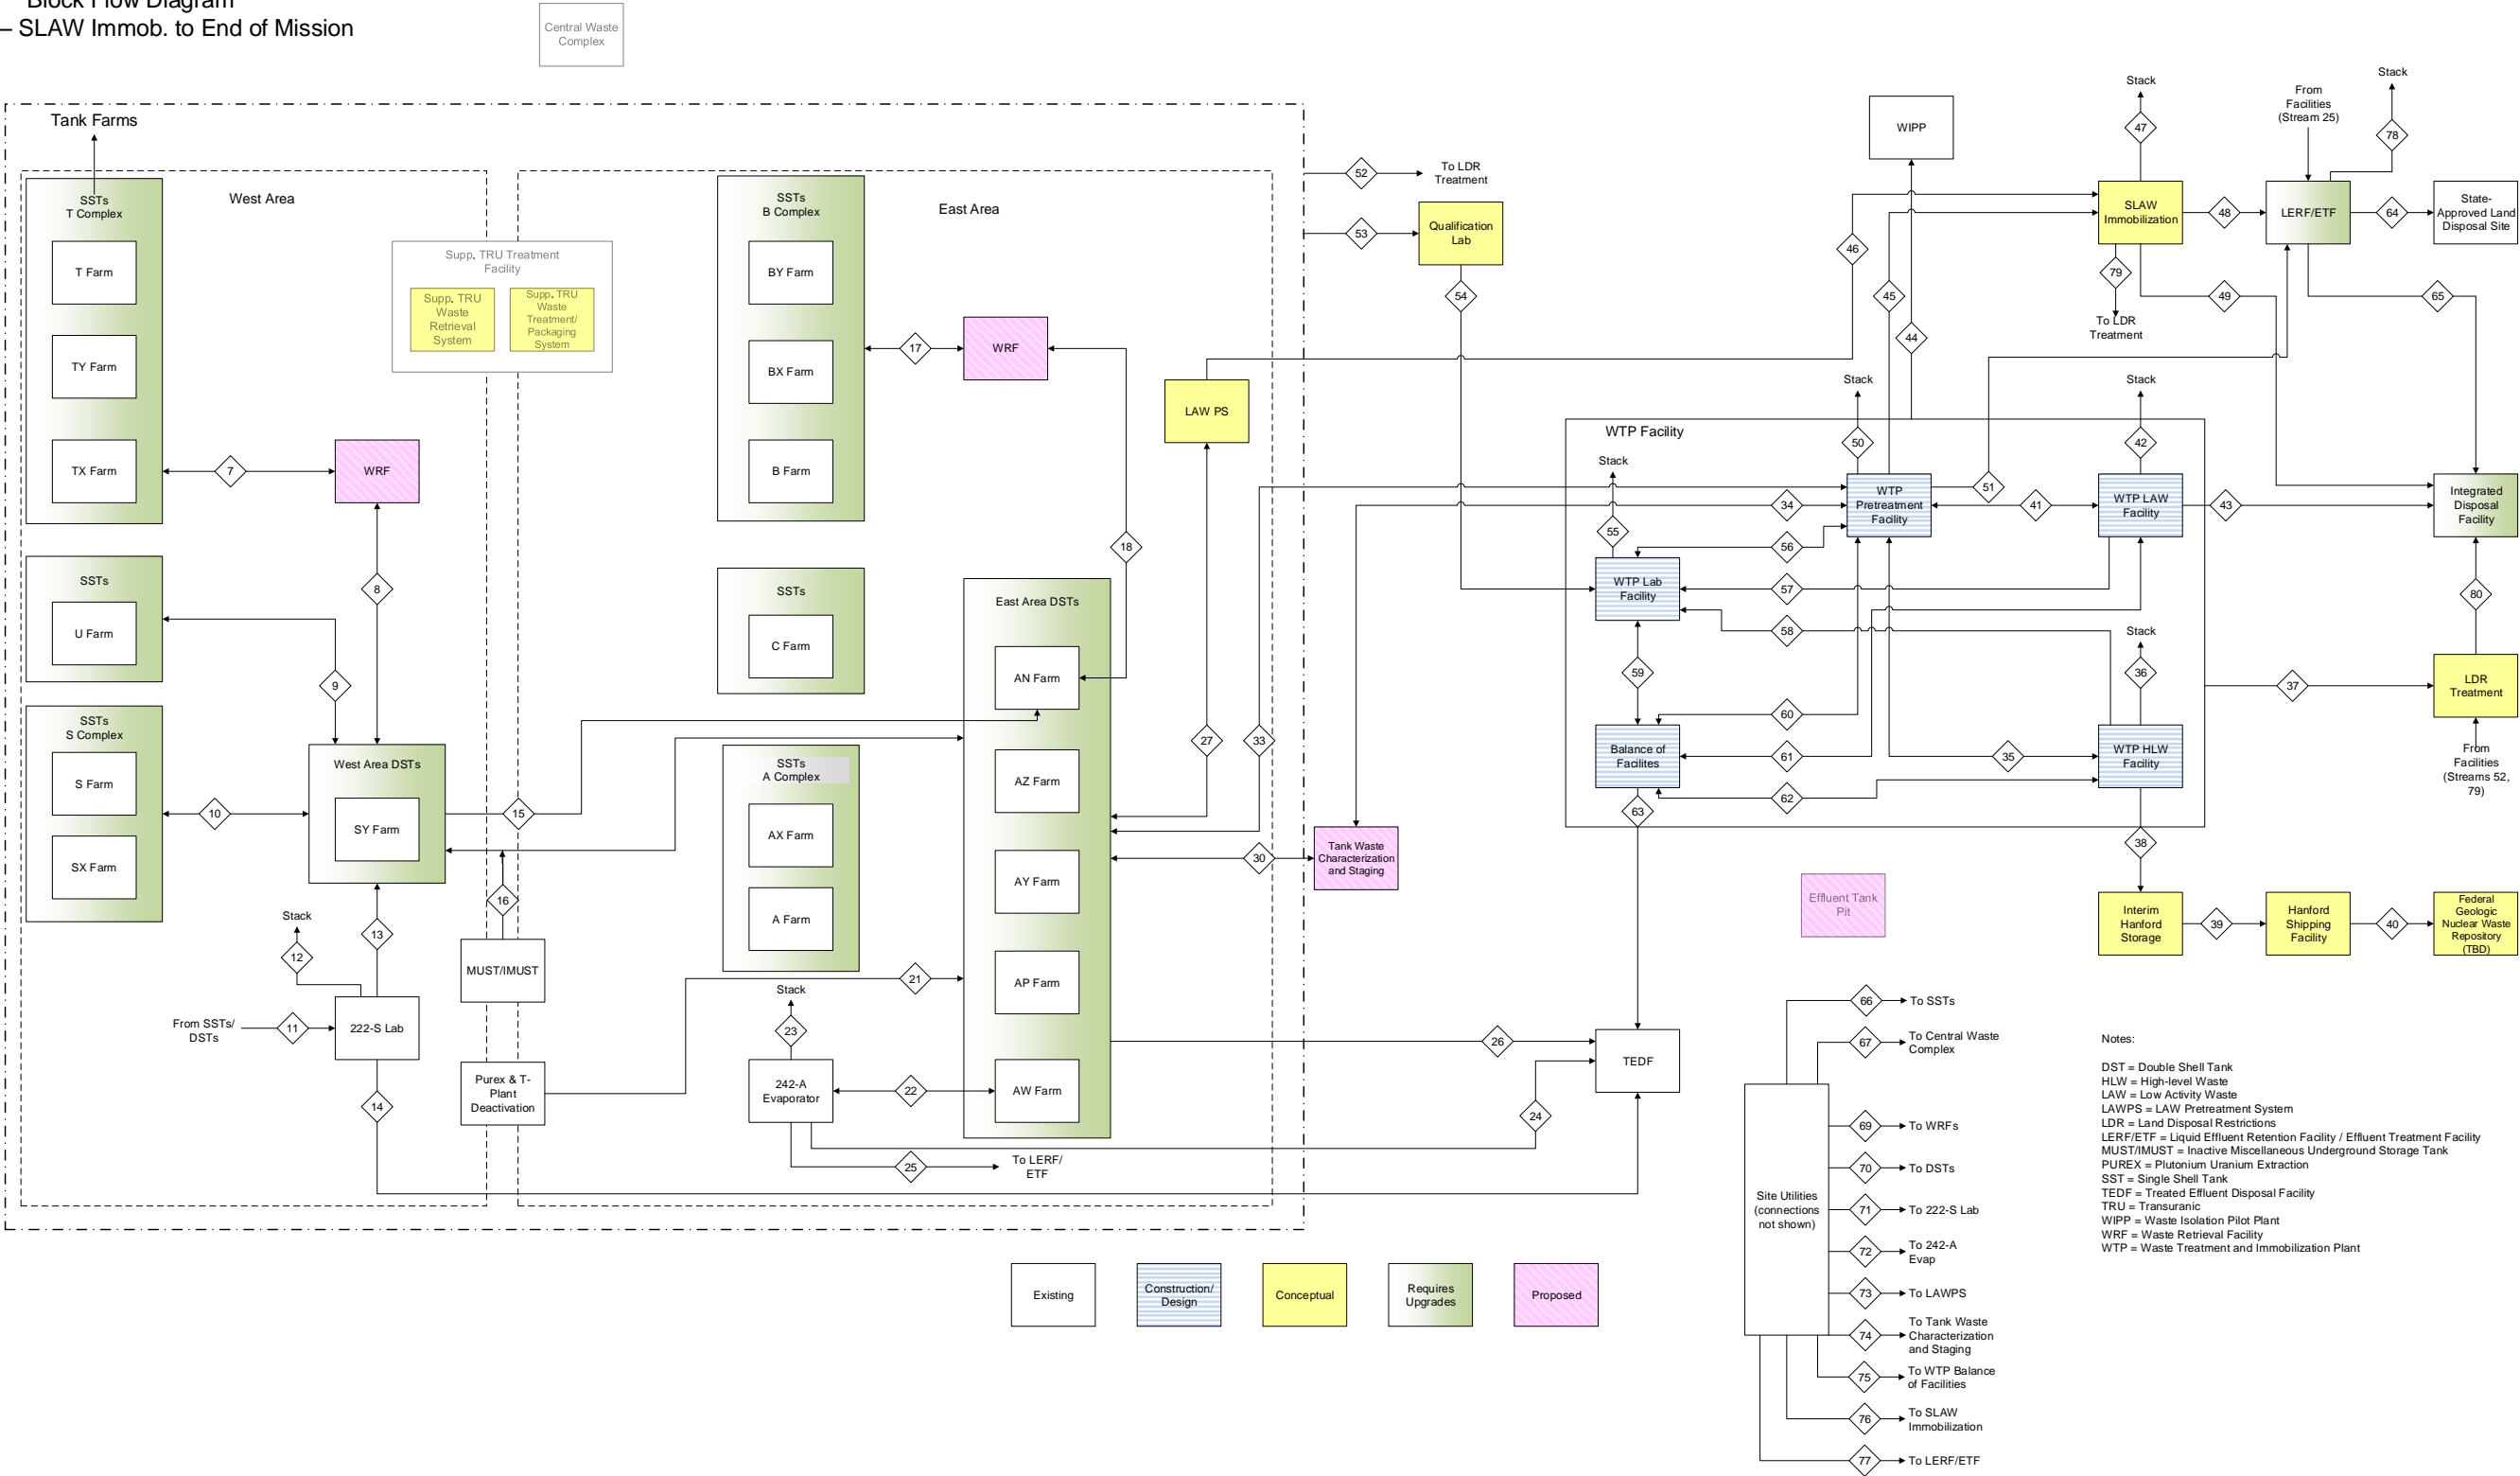 Block Flow Diagram
– SLAW Immob. to End of Mission
Central Waste
Complex
Tank Farms
West Area
East Area
SSTs
T Complex
T Farm
TY Farm
TX Farm
7
WRF
8
SSTs
U Farm
9
SSTs
S Complex
S Farm
SX Farm
10
West Area DSTs
SY Farm
Stack
12
13
From SSTs/
DSTs
11
222-S Lab
14
Supp. TRU Treatment
Facility
Supp. TRU
Waste
Retrieval
System
Supp. TRU
Waste
Treatment/
Packaging
System
15
16
MUST/IMUST
Purex & T-
Plant
Deactivation
SSTs
B Complex
BY Farm
BX Farm
B Farm
17
WRF
18
SSTs
C Farm
SSTs
A Complex
AX Farm
A Farm
21
Stack
23
242-A
Evaporator
22
25
To LERF/
ETF
24
East Area DSTs
AN Farm
AZ Farm
AY Farm
AP Farm
AW Farm
LAW PS
27
33
30
26
Tank Waste
Characterization
and Staging
52
To LDR
Treatment
53
Qualification
Lab
54
WIPP
44
45
46
WTP Facility
Stack
55
WTP Lab
Facility
Stack
50
WTP
Pretreatment
Facility
51
34
56
57
58
59
60
61
62
63
Balance of
Facilites
41
Stack
42
WTP LAW
Facility
43
Stack
36
35
WTP HLW
Facility
37
38
Stack
47
SLAW
Immobilization
48
79
To LDR
Treatment
49
From
Facilities
(Stream 25)
Stack
78
LERF/ETF
64
State-
Approved Land
Disposal Site
65
Integrated
Disposal
Facility
80
LDR
Treatment
From
Facilities
(Streams 52,
79)
Effluent Tank
Pit
Interim
Hanford
Storage
39
Hanford
Shipping
Facility
40
Federal
Geologic
Nuclear Waste
Repository
(TBD)
TEDF
Site Utilities
(connections
not shown)
66
To SSTs
67
To Central Waste
Complex
69
To WRFs
70
To DSTs
71
To 222-S Lab
72
To 242-A
Evap
73
To LAWPS
74
To Tank Waste
Characterization
and Staging
75
To WTP Balance
of Facilities
76
To SLAW
Immobilization
77
To LERF/ETF
Notes:
DST = Double Shell Tank
HLW = High-level Waste
LAW = Low Activity Waste
LAWPS = LAW Pretreatment System
LDR = Land Disposal Restrictions
LERF/ETF = Liquid Effluent Retention Facility / Effluent Treatment Facility
MUST/IMUST = Inactive Miscellaneous Underground Storage Tank
PUREX = Plutonium Uranium Extraction
SST = Single Shell Tank
TEDF = Treated Effluent Disposal Facility
TRU = Transuranic
WIPP = Waste Isolation Pilot Plant
WRF = Waste Retrieval Facility
WTP = Waste Treatment and Immobilization Plant
Existing
Construction/
Design
Conceptual
Requires
Upgrades
Proposed